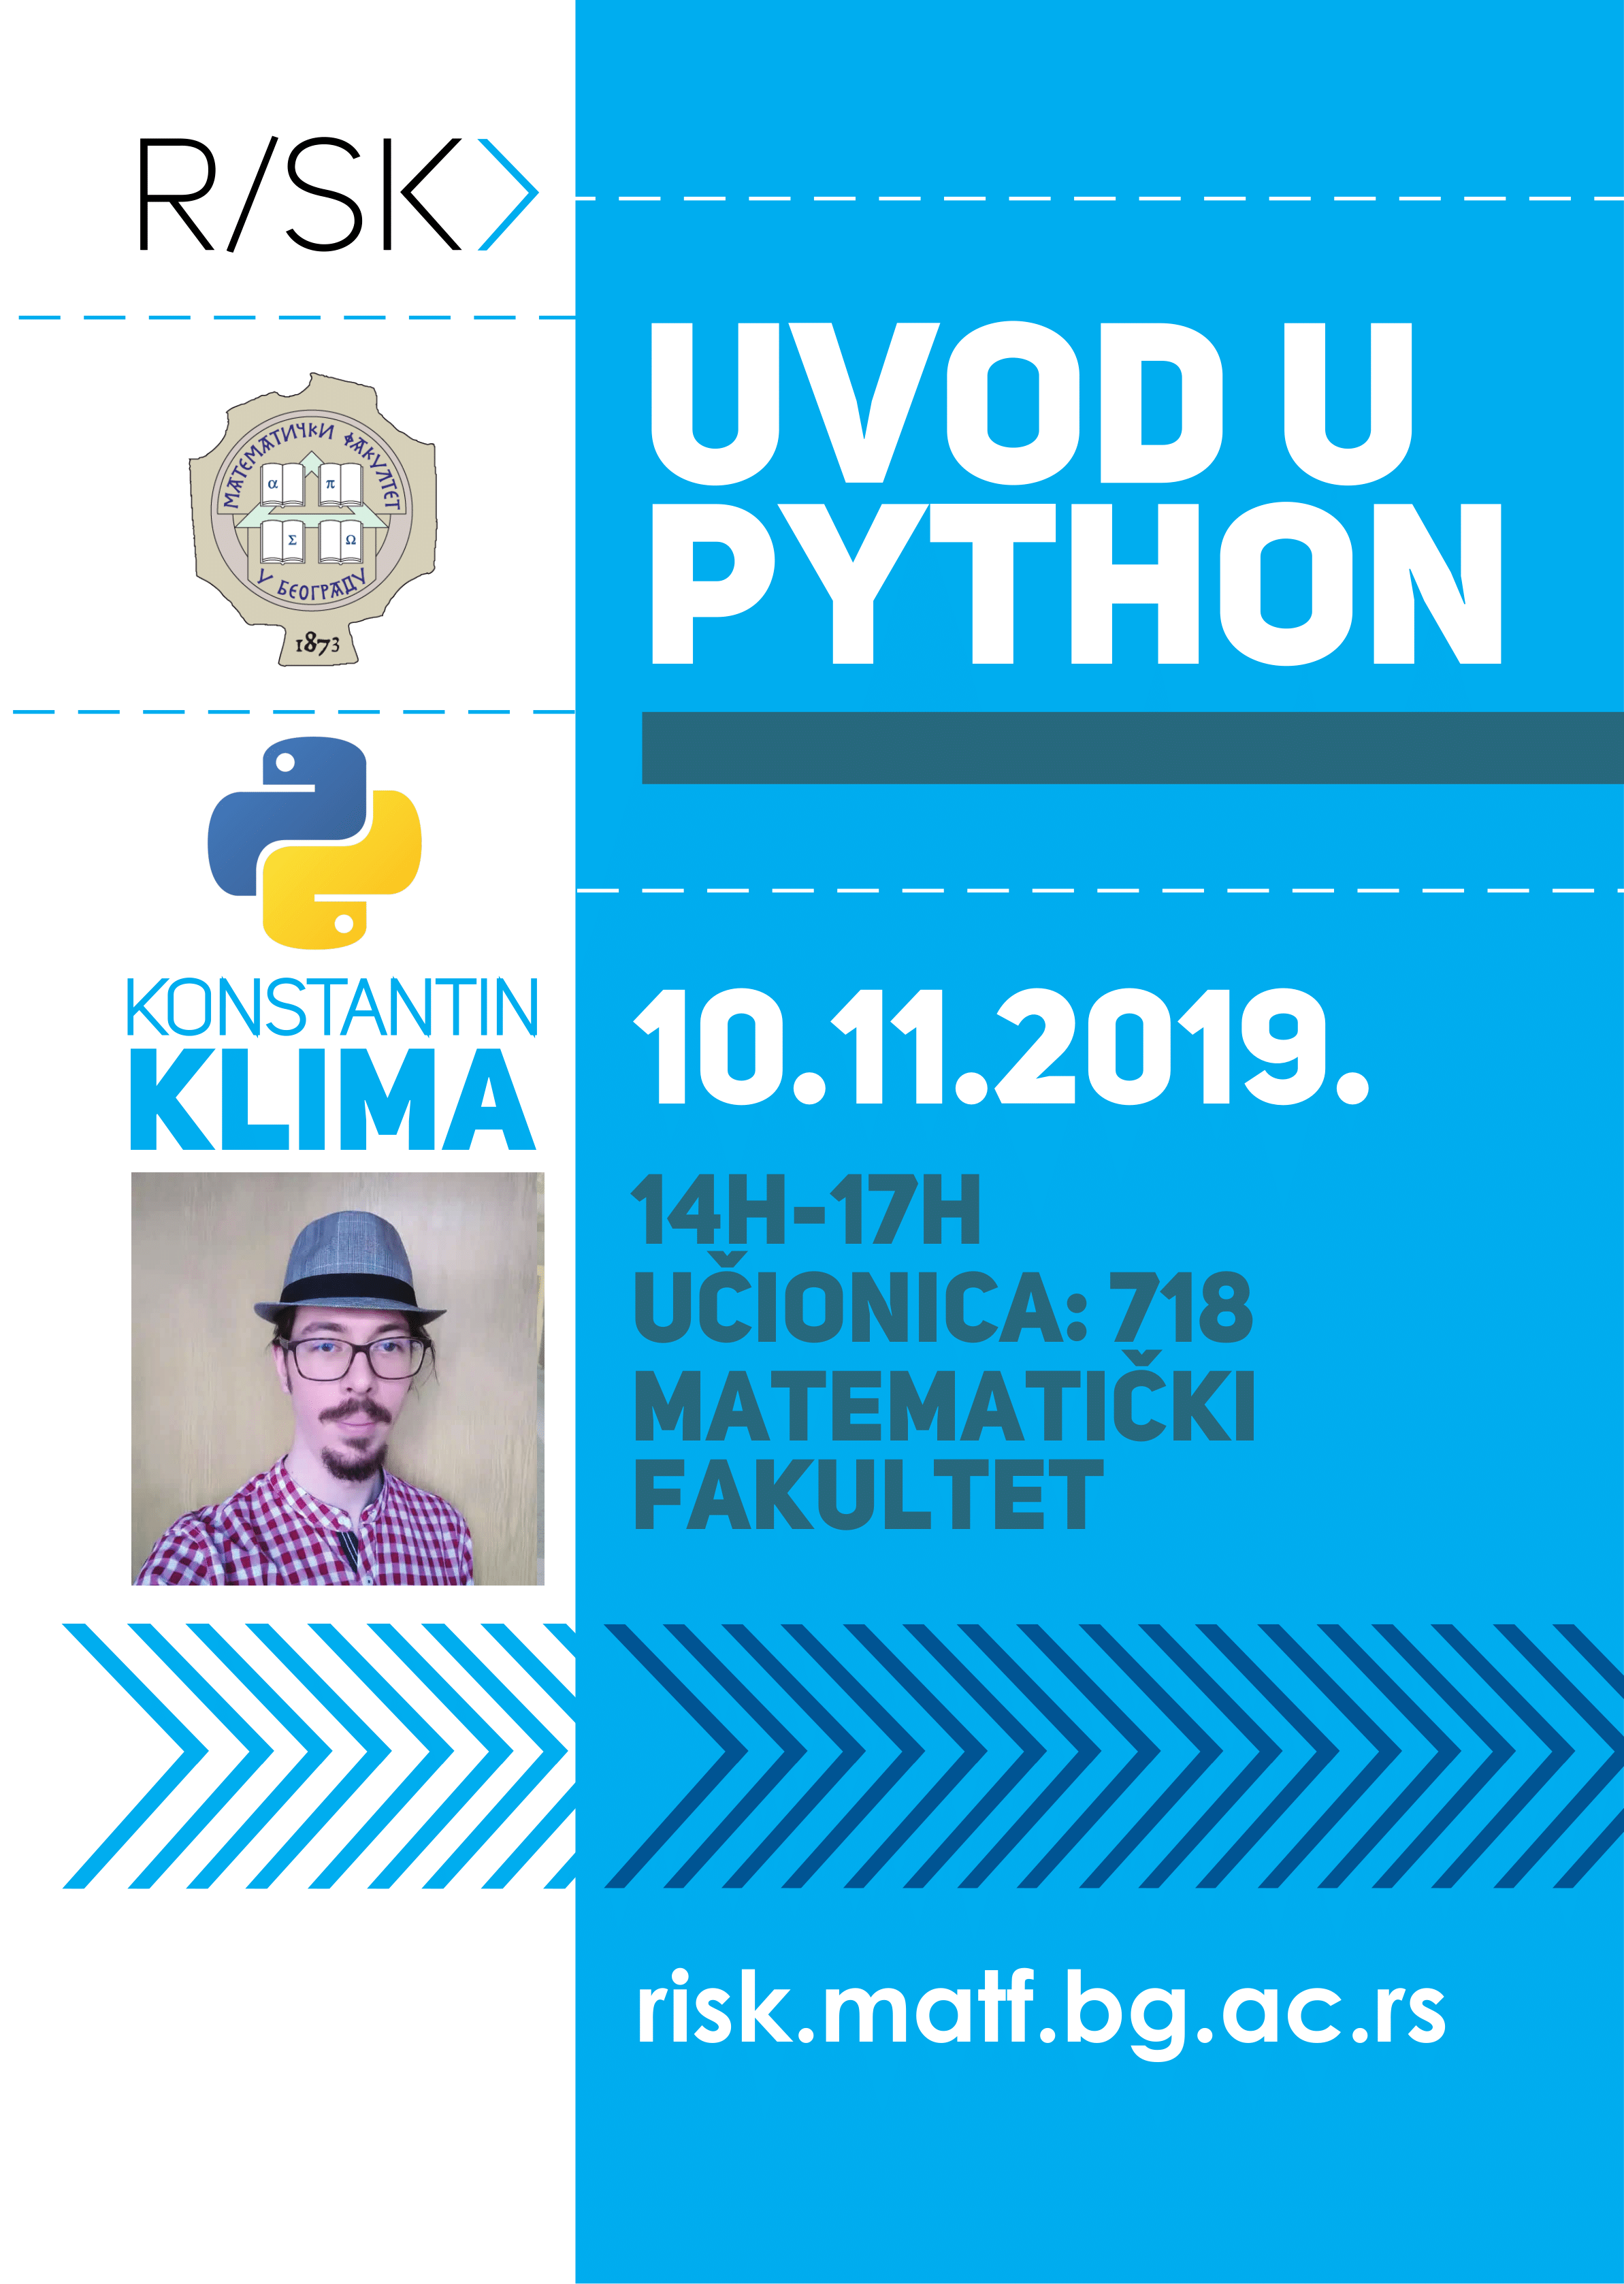 R/SK>
МАТЕМАТИЧКИ ФАКУЛТЕТ
α π
Σ Ω
У БЕОГРАДУ
1873
KONSTANTIN
KLIMA
UVOD U
PYTHON
10.11.2019.
14H-17H
UČIONICA: 718
MATEMATIČKI
FAKULTET
risk.matf.bg.ac.rs